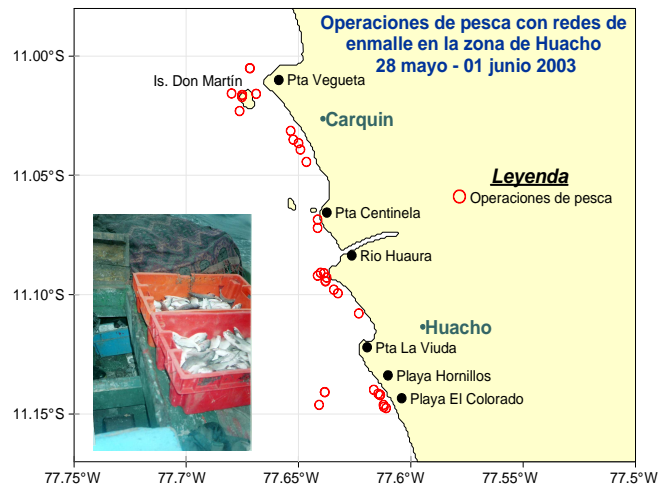 Operaciones de pesca con redes de
enmalle en la zona de Huacho
28 mayo - 01 junio 2003
11.00°S
Is. Don Martín
Pta Vegueta
Carquin
11.05°S
Leyenda
Operaciones de pesca
Pta Centinela
Rio Huaura
11.10°S
Huacho
Pta La Viuda
Playa Hornillos
Playa El Colorado
11.15°S
77.75°W
77.7°W
77.65°W
77.6°W
77.55°W
77.5°W